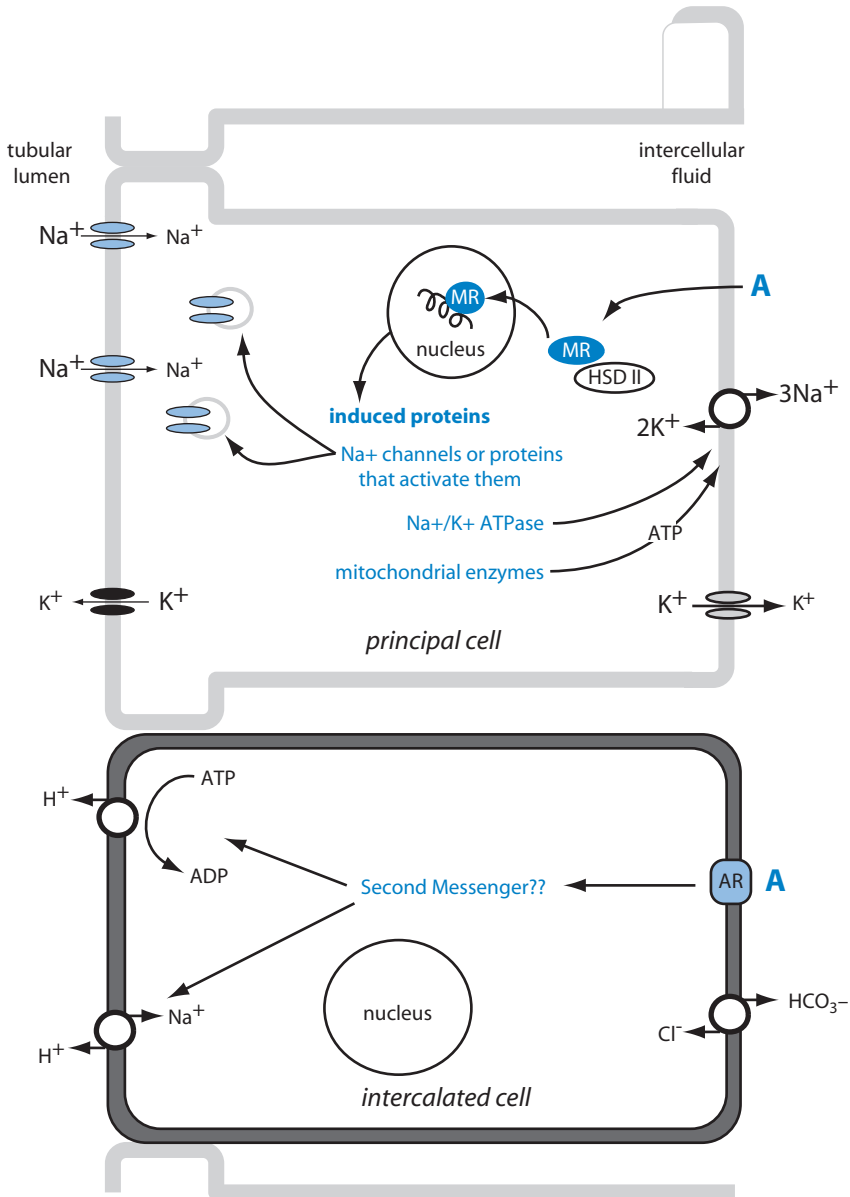 tubular
lumen
intercellular
fluid
Na+ Na+
A
MR
nucleus
MR
HSD II
Na+ Na+
induced proteins
3Na+
2K+
Na+ channels or proteins
that activate them
Na+/K+ ATPase
ATP
mitochondrial enzymes
K+ K+
K+ K+
principal cell
ATP
H+
ADP
Second Messenger??
AR A
nucleus
Na+
H+
HCO3–
Cl-
intercalated cell